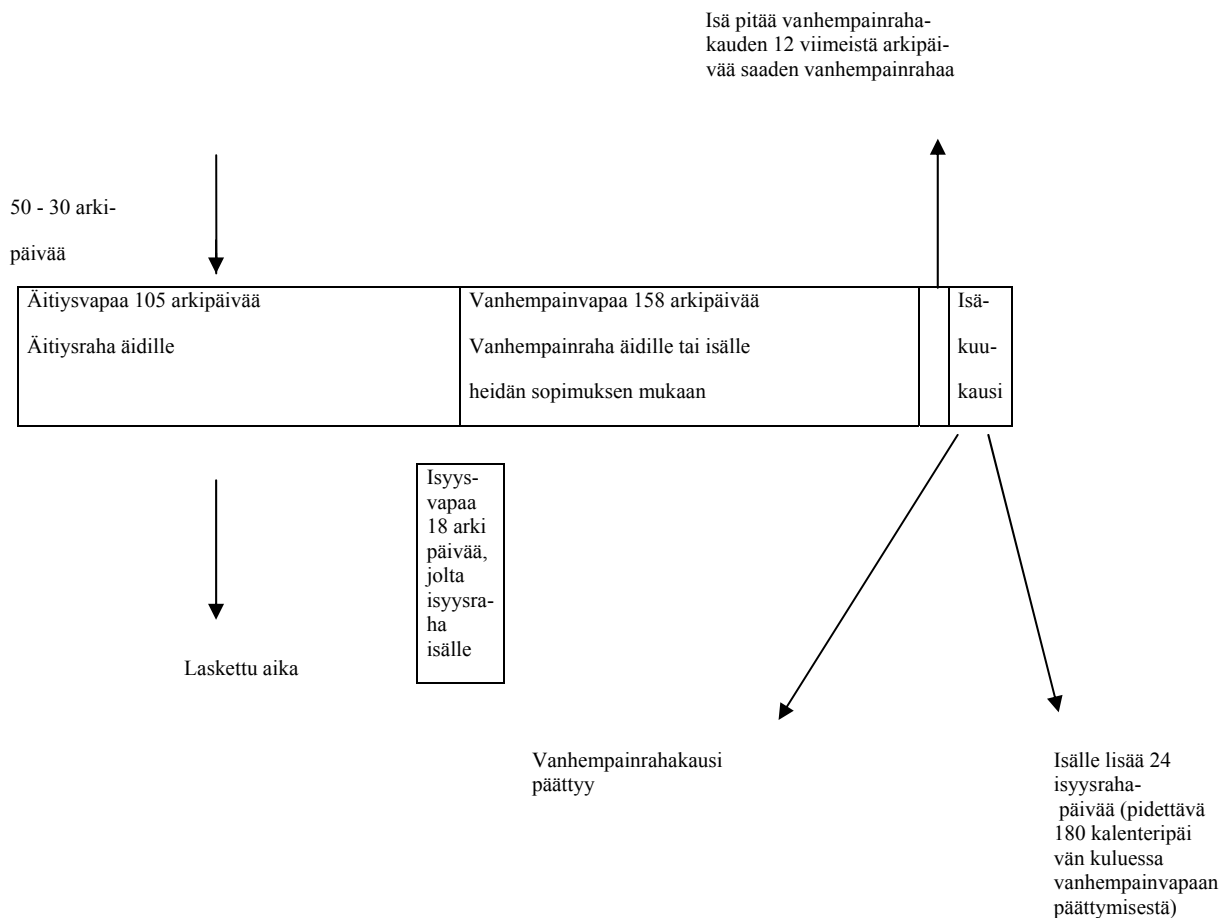 Isä pitää vanhempainraha-
kauden 12 viimeistä arkipäi-
vää saaden vanhempainrahaa
50 - 30 arki-
päivää
Äitiysvapaa 105 arkipäivää
Äitiysraha äidille
Vanhempainvapaa 158 arkipäivää
Vanhempainraha äidille tai isälle
heidän sopimuksen mukaan
Isä-
kuu-
kausi
Isyys-
vapaa
18 arki
päivää,
jolta
isyysra-
ha
isälle
Laskettu aika
Vanhempainrahakausi
päättyy
Isälle lisää 24
isyysraha-
päivää (pidettävä
180 kalenteripäi
vän kuluessa
vanhempainvapaan
päättymisestä)